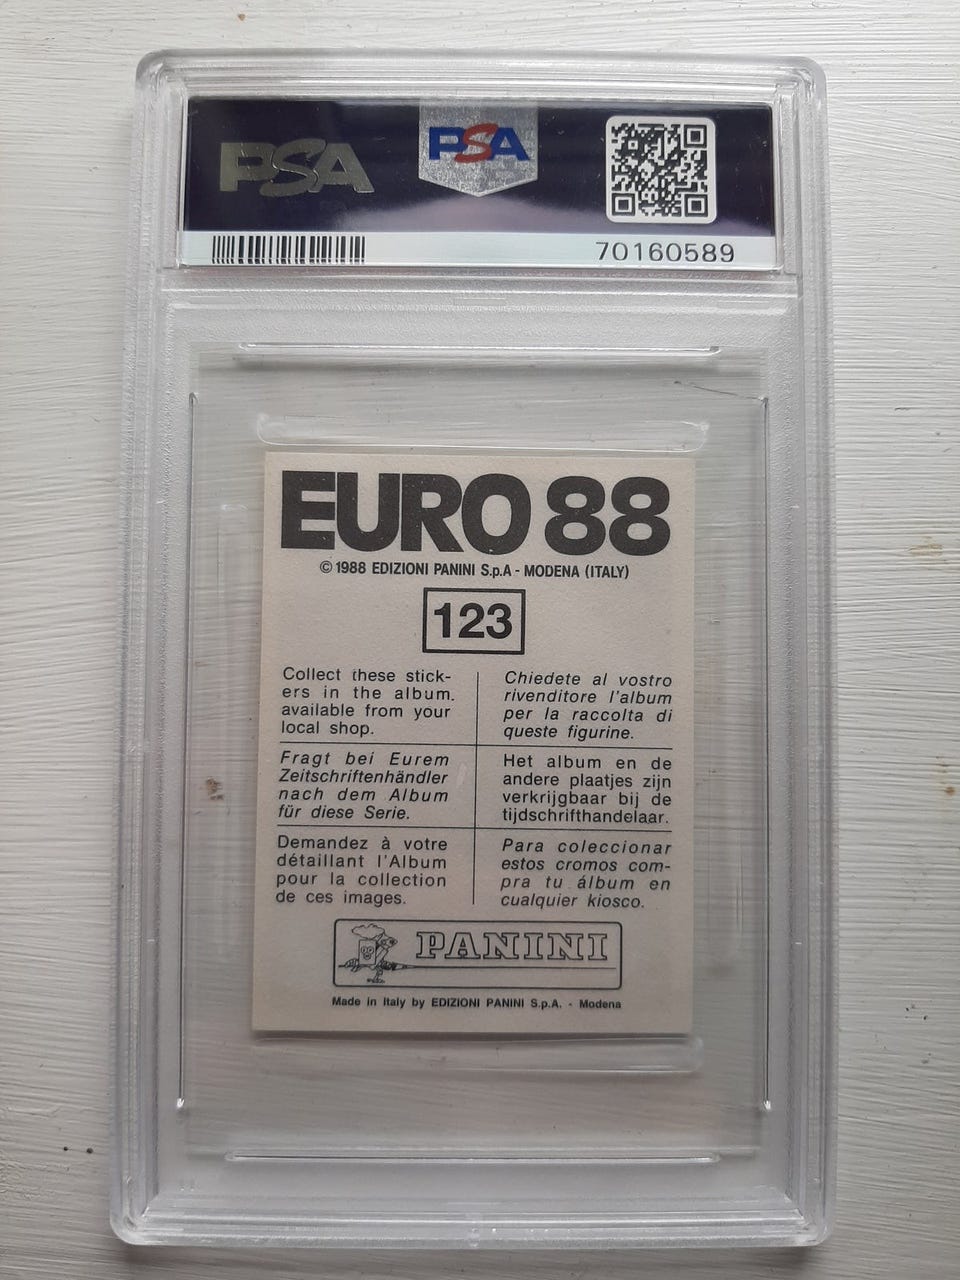 PSA
PSA
70160589
EURO 88
© 1988 EDIZIONI PANINI S.p.A - MODENA (ITALY)
123
Collect these stick-
ers in the album.
available from your
local shop.
Chiedete al vostro
rivenditore l'album
per la raccolta di
queste figurine.
Fragt bei Eurem
Zeitschriftenhändler
nach dem Album
für diese Serie.
Het album en de
andere plaatjes zijn
verkrijgbaar bij de
tijdschrifthandelaar.
Demandez à votre
détaillant l'Album
pour la collection
de ces images.
Para coleccionar
estos cromos com-
pra tu álbum en
cualquier kiosco.
PANINI
Made in Italy by EDIZIONI PANINI S.p.A. - Modena